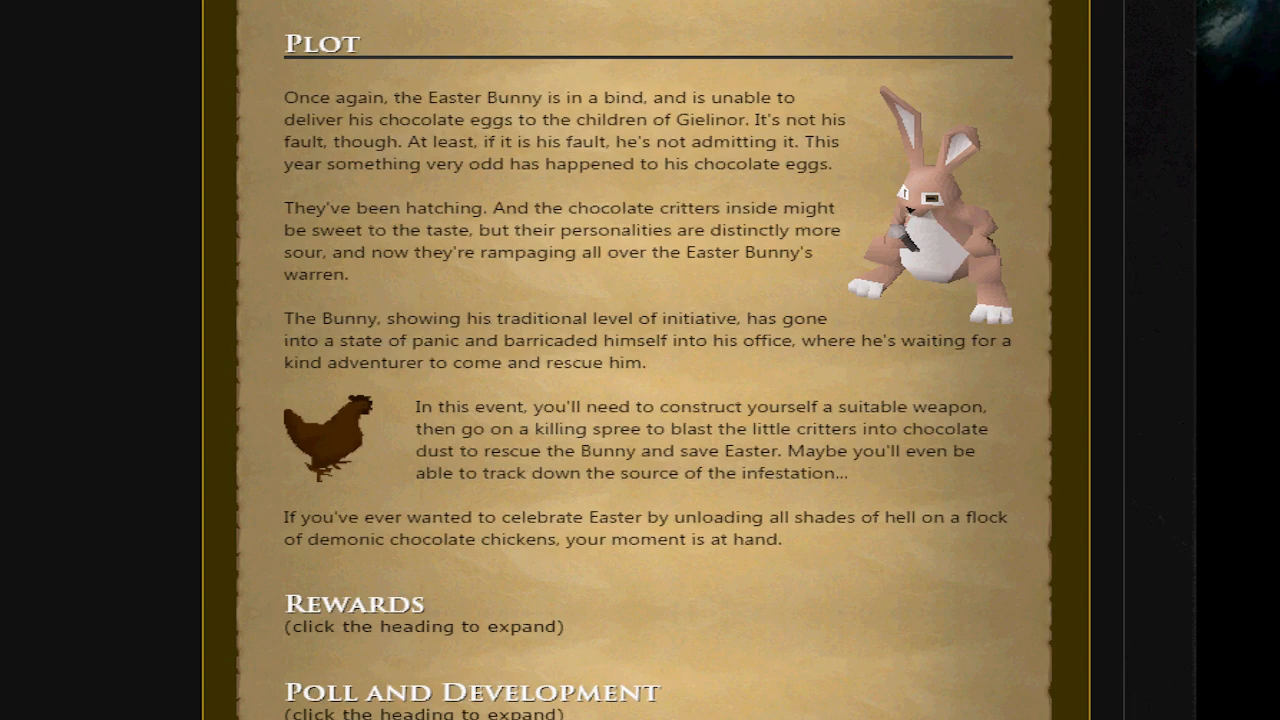 PLOT
Once again, the Easter Bunny is in a bind, and is unable to
deliver his chocolate eggs to the children of Gielinor. It's not his
fault, though. At least, if it is his fault, he's not admitting it. This
year something very odd has happened to his chocolate eggs.
They've been hatching. And the chocolate critters inside might
be sweet to the taste, but their personalities are distinctly more
sour, and now they're rampaging all over the Easter Bunny's
warren.
The Bunny, showing his traditional level of initiative, has gone
into a state of panic and barricaded himself into his office, where he's waiting for a
kind adventurer to come and rescue him.
In this event, you'll need to construct yourself a suitable weapon,
then go on a killing spree to blast the little critters into chocolate
dust to rescue the Bunny and save Easter. Maybe you'll even be
able to track down the source of the infestation...
If you've ever wanted to celebrate Easter by unloading all shades of hell on a flock
of demonic chocolate chickens, your moment is at hand.
REWARDS
(click the heading to expand)
POLL AND DEVELOPMENT
(click the heading to expand)